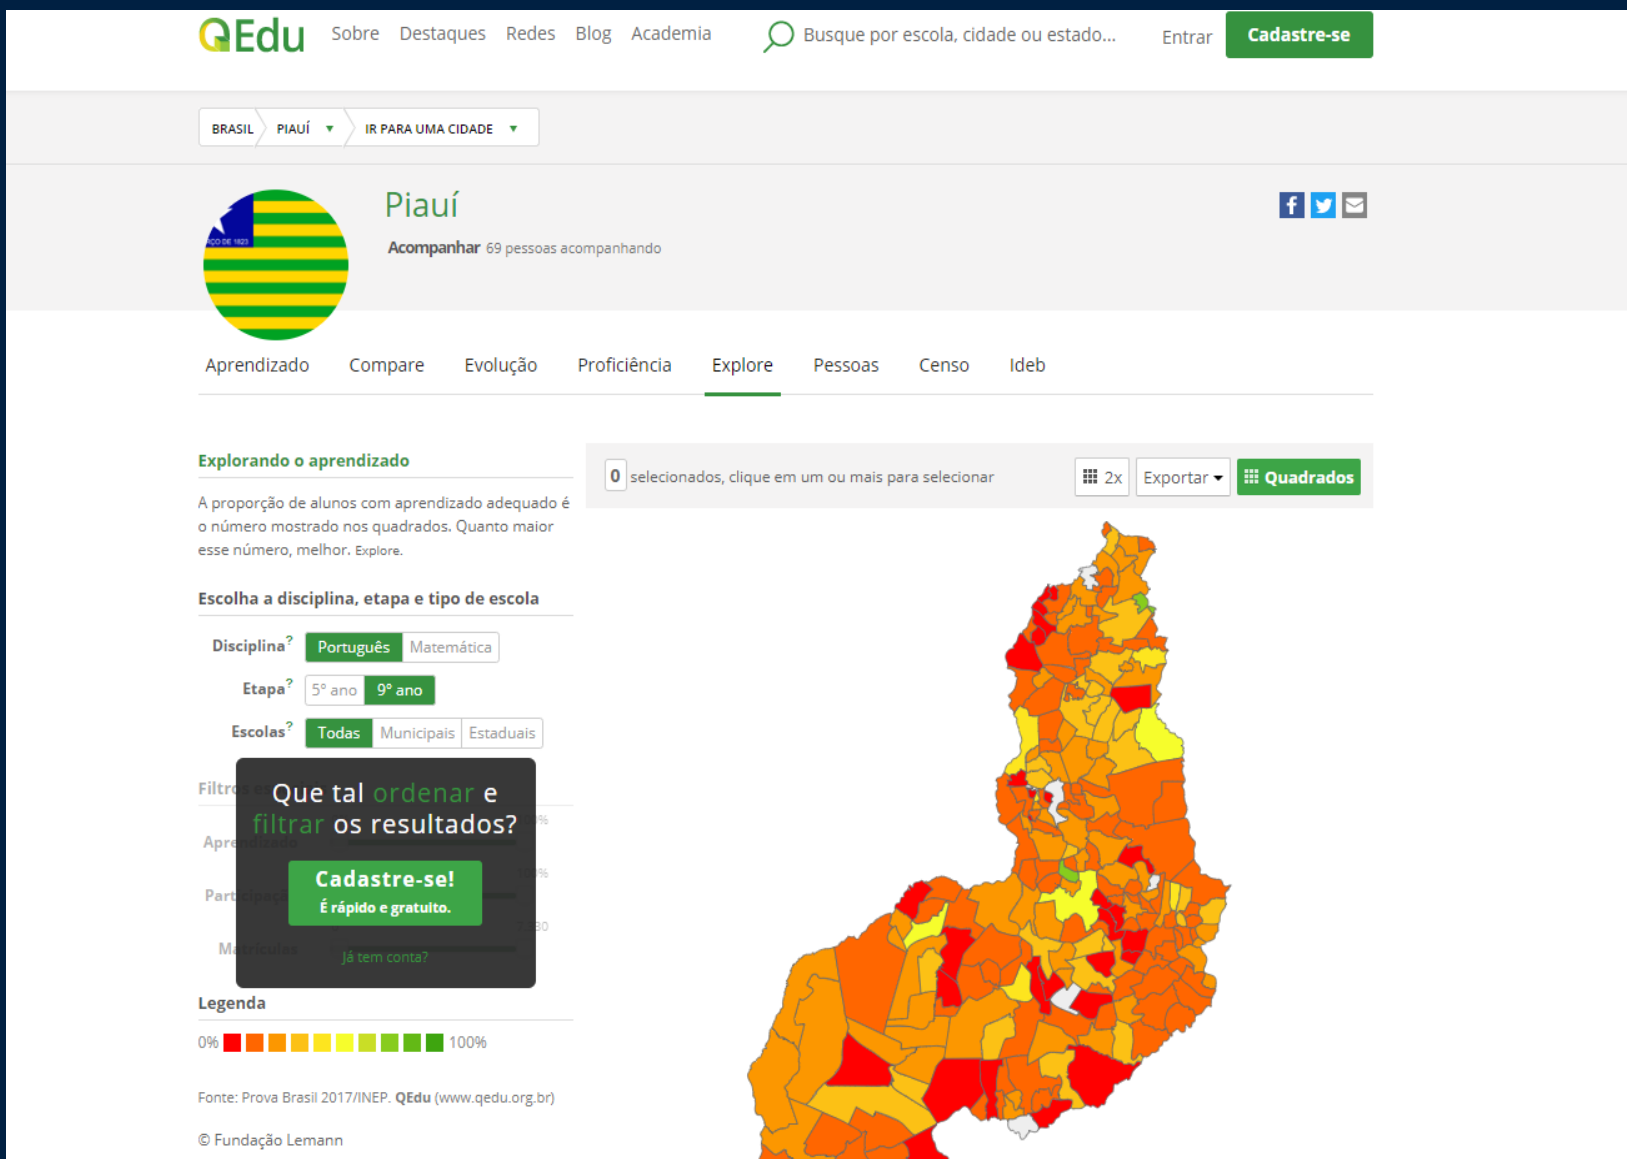 QEdu Sobre Destaques Redes Blog Academia Busque por escola, cidade ou estado... Entrar Cadastre-se
BRASIL PIAUÍ IR PARA UMA CIDADE
ÇO DE 1823
Piauí
Acompanhar 69 pessoas acompanhando
Aprendizado Compare Evolução Proficiência Explore Pessoas Censo Ideb
Explorando o aprendizado
A proporção de alunos com aprendizado adequado é
o número mostrado nos quadrados. Quanto maior
esse número, melhor. Explore.
0 selecionados, clique em um ou mais para selecionar 2x Exportar Quadrados
Escolha a disciplina, etapa e tipo de escola
Disciplina? Português Matemática
Etapa? 5º ano 9º ano
Escolas? Todas Municipais Estaduais
Que tal ordenar e
filtrar os resultados?
Aprendizado
Cadastre-se!
É rápido e gratuito.
Matrículas
Já tem conta?
Legenda
0% 100%
Fonte: Prova Brasil 2017/INEP. QEdu (www.qedu.org.br)
© Fundação Lemann